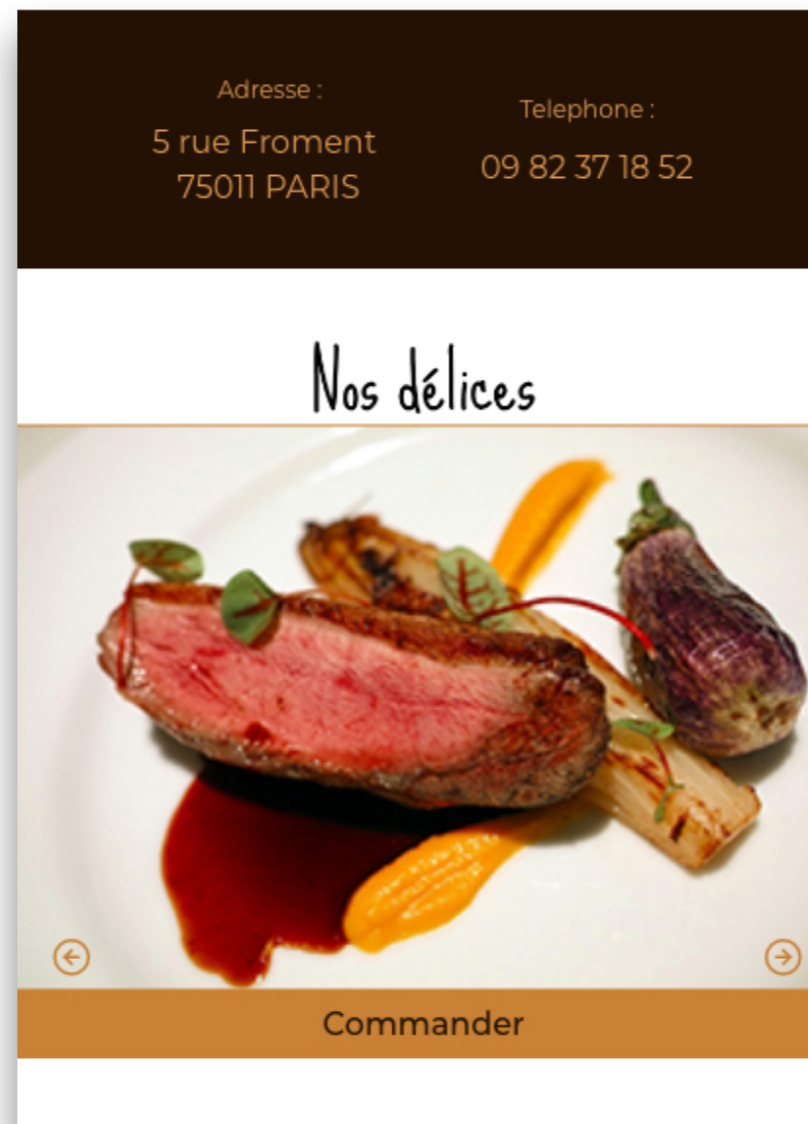 Adresse :
5 rue Froment
75011 PARIS
Telephone :
09 82 37 18 52
Nos délices
Commander